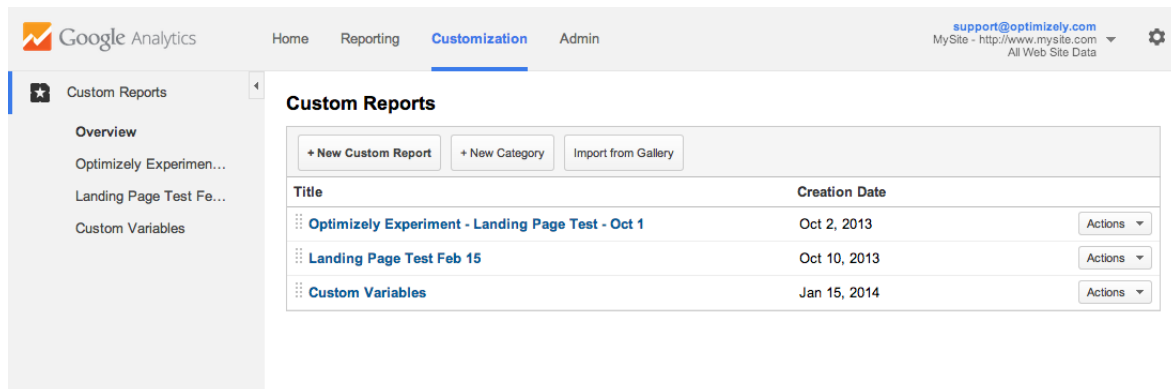 Google Analytics
Home Reporting Customization Admin
support@optimizely.com
MySite - http://www.mysite.com
All Web Site Data
Custom Reports
Overview
Optimizely Experimen...
Landing Page Test Fe...
Custom Variables
Custom Reports
+ New Custom Report + New Category Import from Gallery
Title Creation Date
Optimizely Experiment - Landing Page Test - Oct 1 Oct 2, 2013 Actions
Landing Page Test Feb 15 Oct 10, 2013 Actions
Custom Variables Jan 15, 2014 Actions